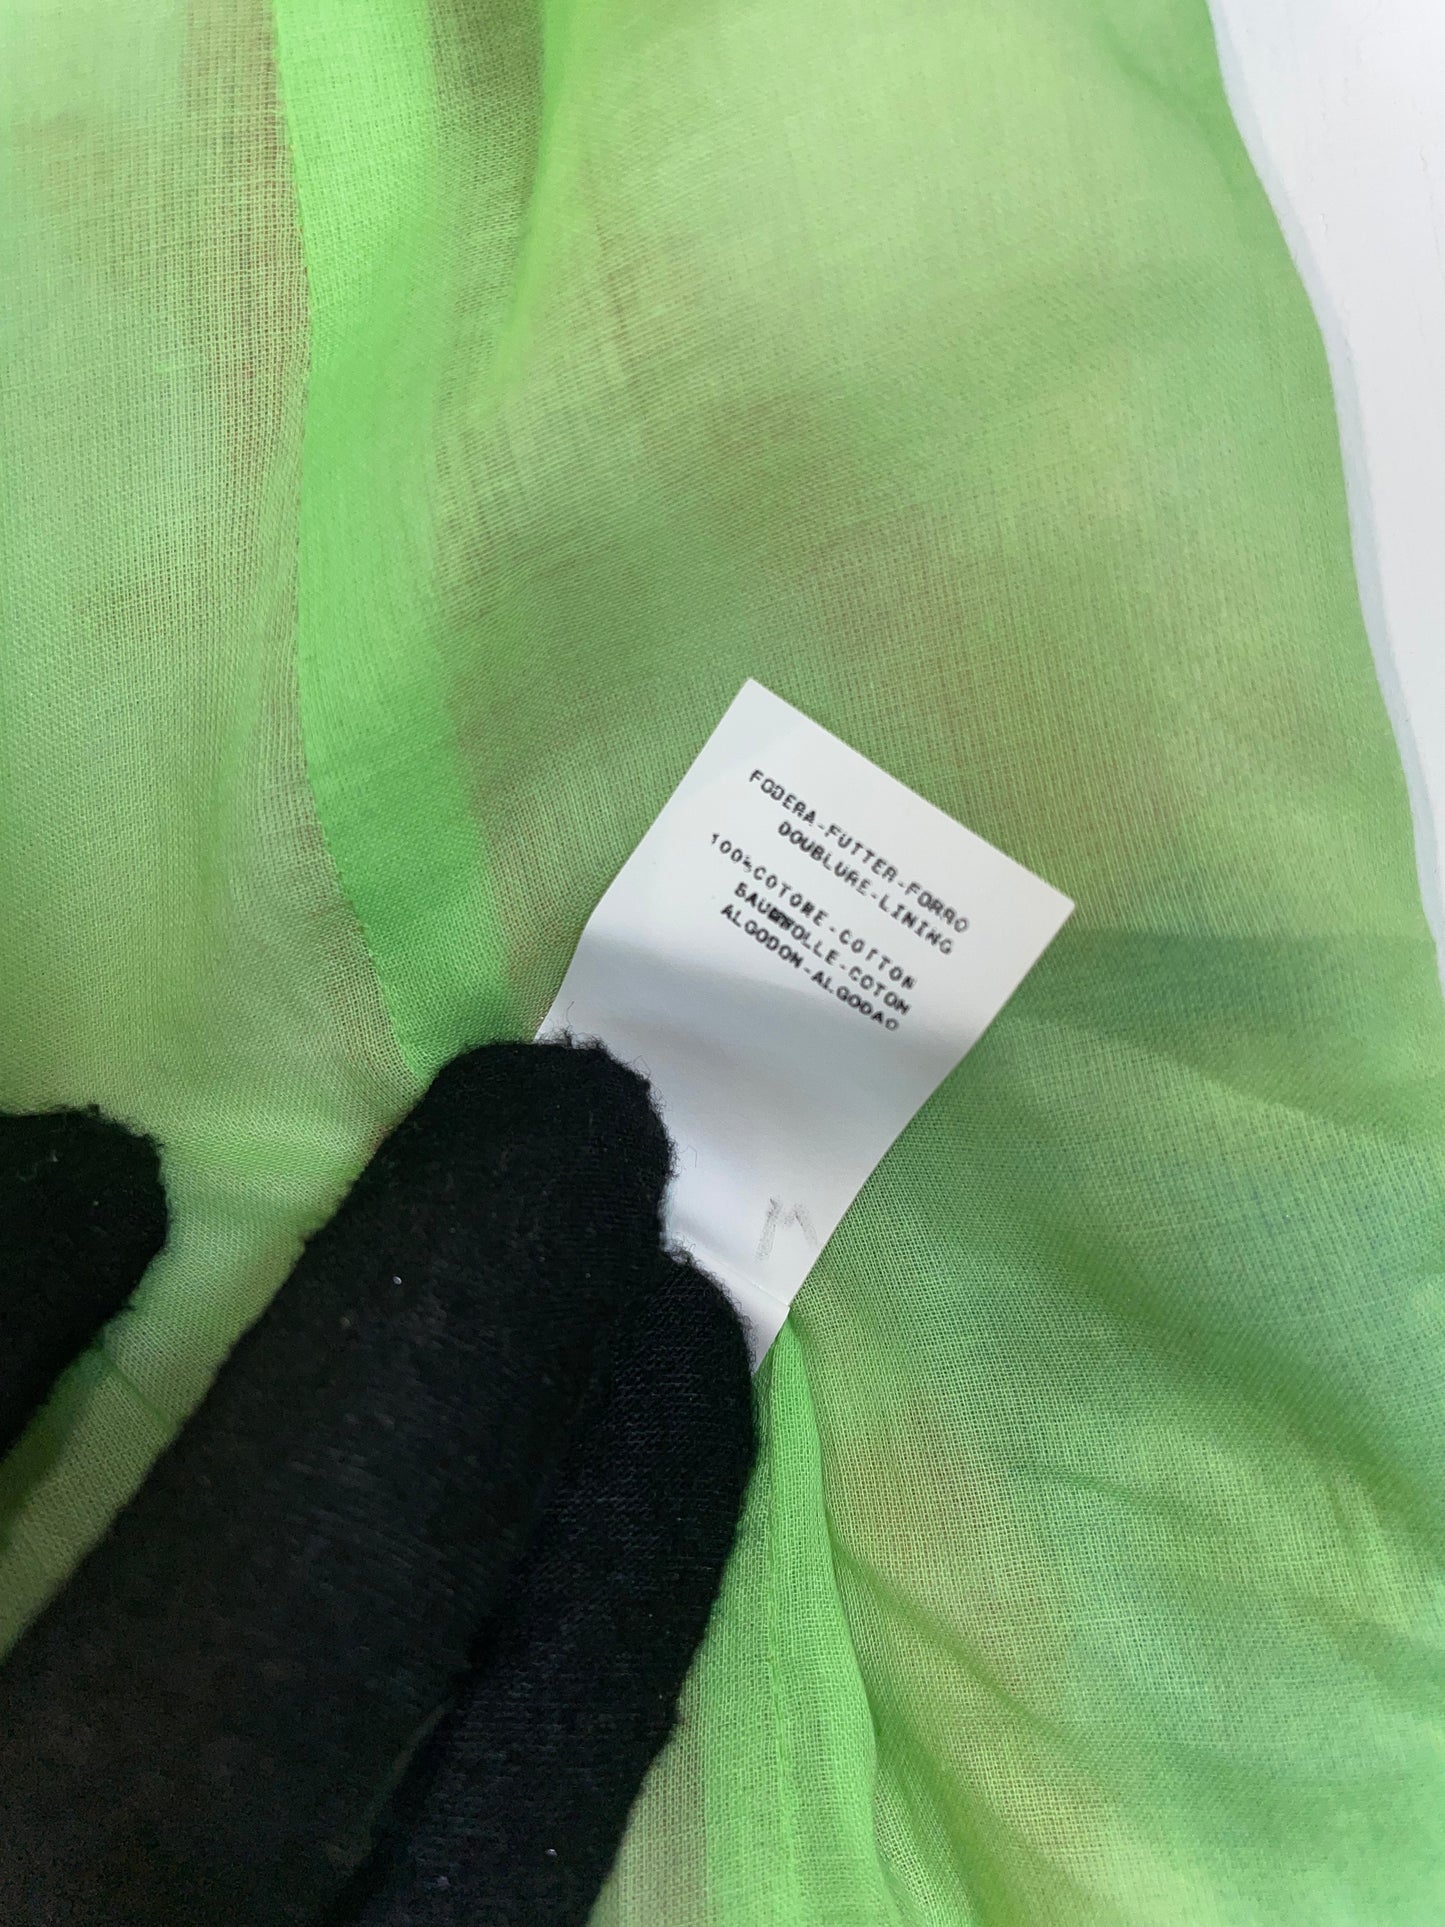 FODERA-FUTTER-FORRO
DOUBLURE-LINING
100%COTONE-COTTON
BAUMWOLLE-COTON
ALGODON-ALGODAO